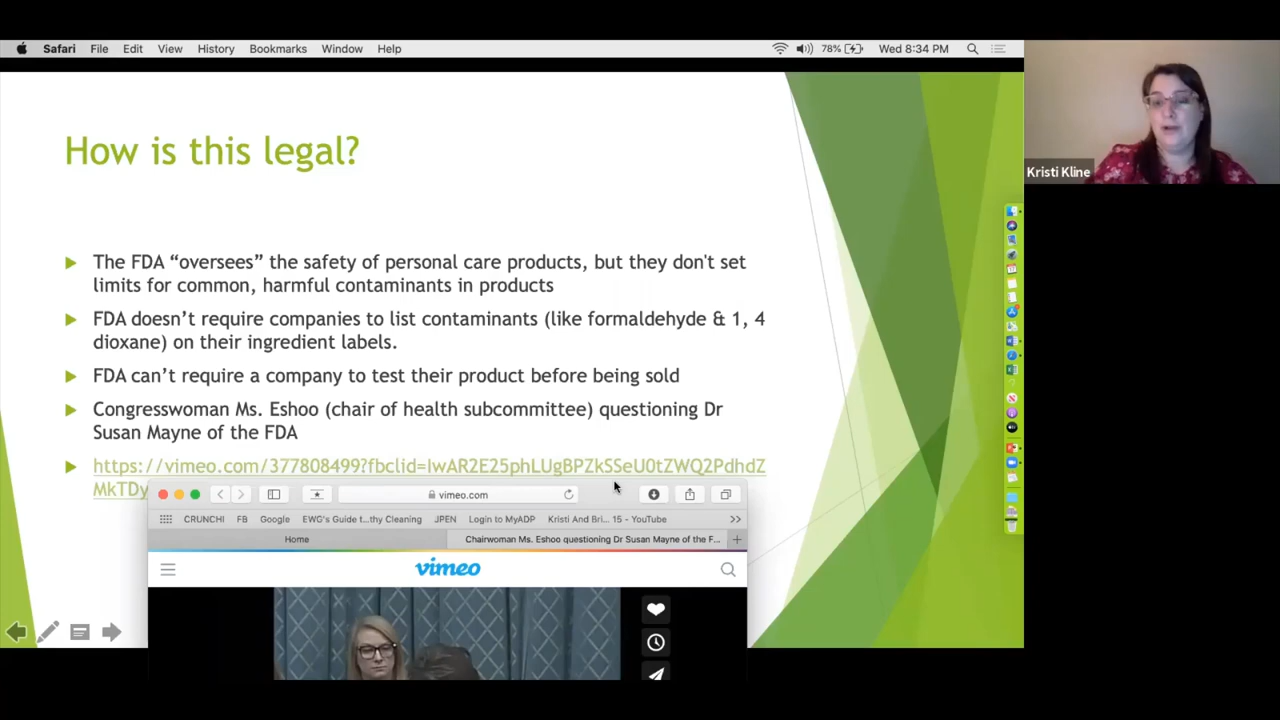 Safari File Edit View History Bookmarks Window Help 78% Wed 8:34 PM
How is this legal?
The FDA “oversees” the safety of personal care products, but they don't set
limits for common, harmful contaminants in products
FDA doesn’t require companies to list contaminants (like formaldehyde & 1, 4
dioxane) on their ingredient labels.
FDA can’t require a company to test their product before being sold
Congresswoman Ms. Eshoo (chair of health subcommittee) questioning Dr
Susan Mayne of the FDA
https://vimeo.com/377808499?fbclid=IwAR2E25phLUgBPZkSSeU0tZWQ2PdhdZ
MkTDy
vimeo.com
CRUNCHI FB Google EWG's Guide t...thy Cleaning JPEN Login to MyADP Kristi And Bri... 15 - YouTube >>
Home Chairwoman Ms. Eshoo questioning Dr Susan Mayne of the F...
vimeo
Kristi Kline